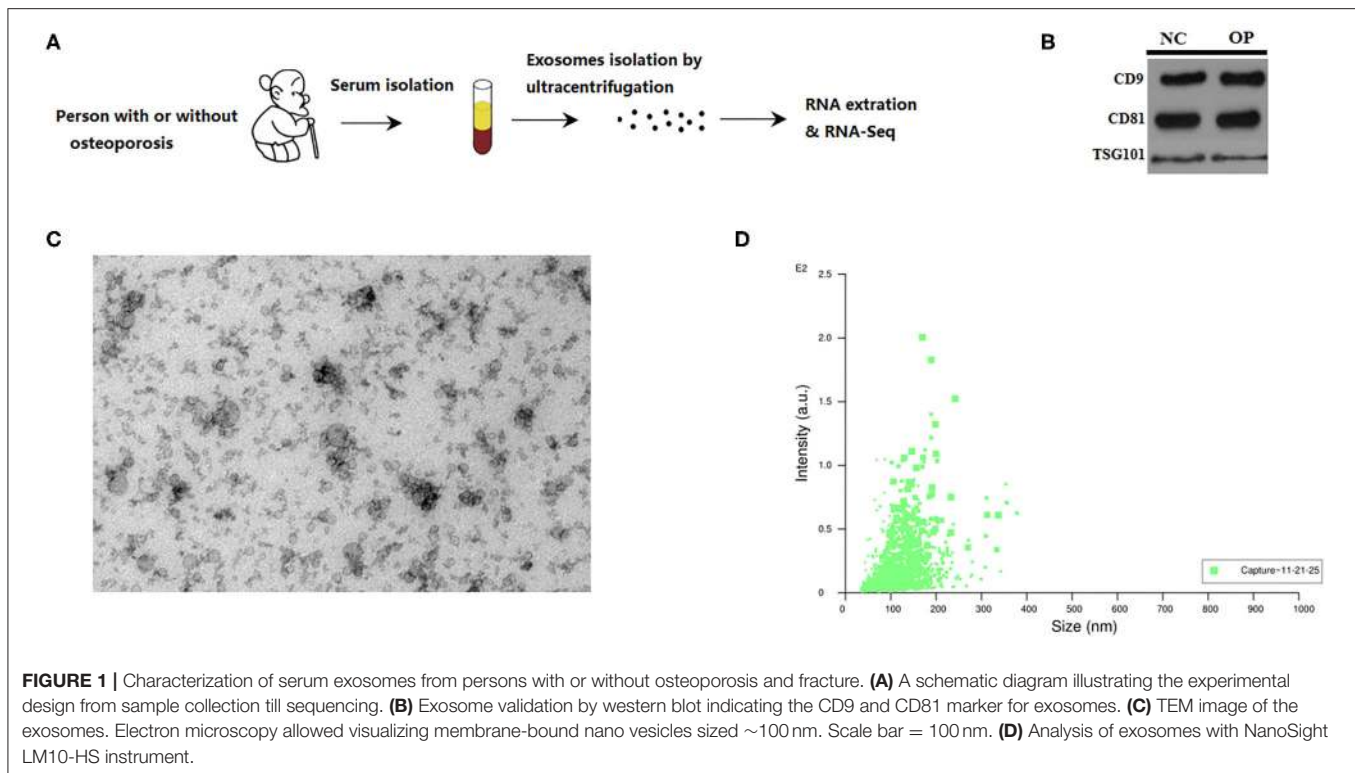 A
Person with or without
osteoporosis
Serum isolation
Exosomes isolation by
ultracentrifugation
RNA extration
& RNA-Seq
B
NC OP
CD9
CD81
TSG101
C
D
E2
2.5
2.0
1.5
1.0
0.5
0
Intensity (a.u.)
0 100 200 300 400 500 600 700 800 900 1000
Size (nm)
Capture-11-21-25
FIGURE 1 | Characterization of serum exosomes from persons with or without osteoporosis and fracture. (A) A schematic diagram illustrating the experimental
design from sample collection till sequencing. (B) Exosome validation by western blot indicating the CD9 and CD81 marker for exosomes. (C) TEM image of the
exosomes. Electron microscopy allowed visualizing membrane-bound nano vesicles sized ~100 nm. Scale bar = 100 nm. (D) Analysis of exosomes with NanoSight
LM10-HS instrument.